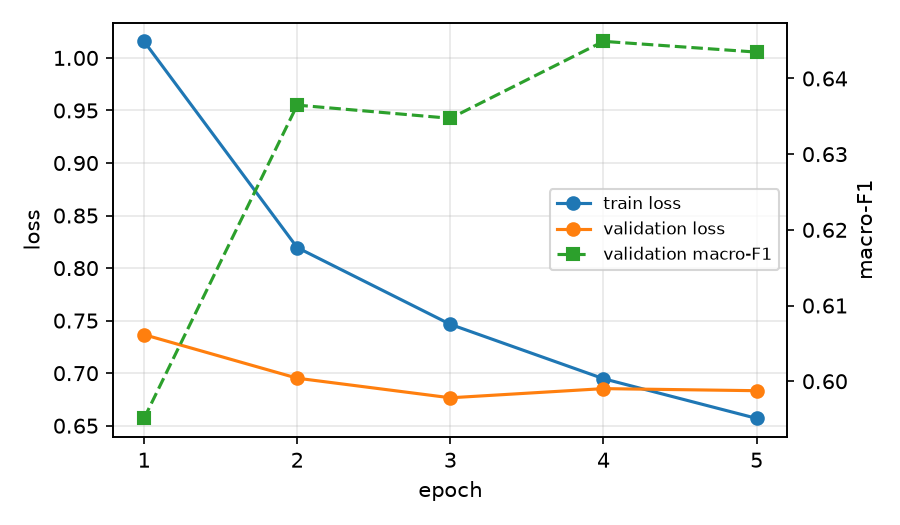 1.00
0.95
0.90
0.85
0.80
0.75
0.70
0.65
loss
0.64
0.63
0.62
0.61
0.60
macro-F1
train loss
validation loss
validation macro-F1
1 2 3 4 5
epoch